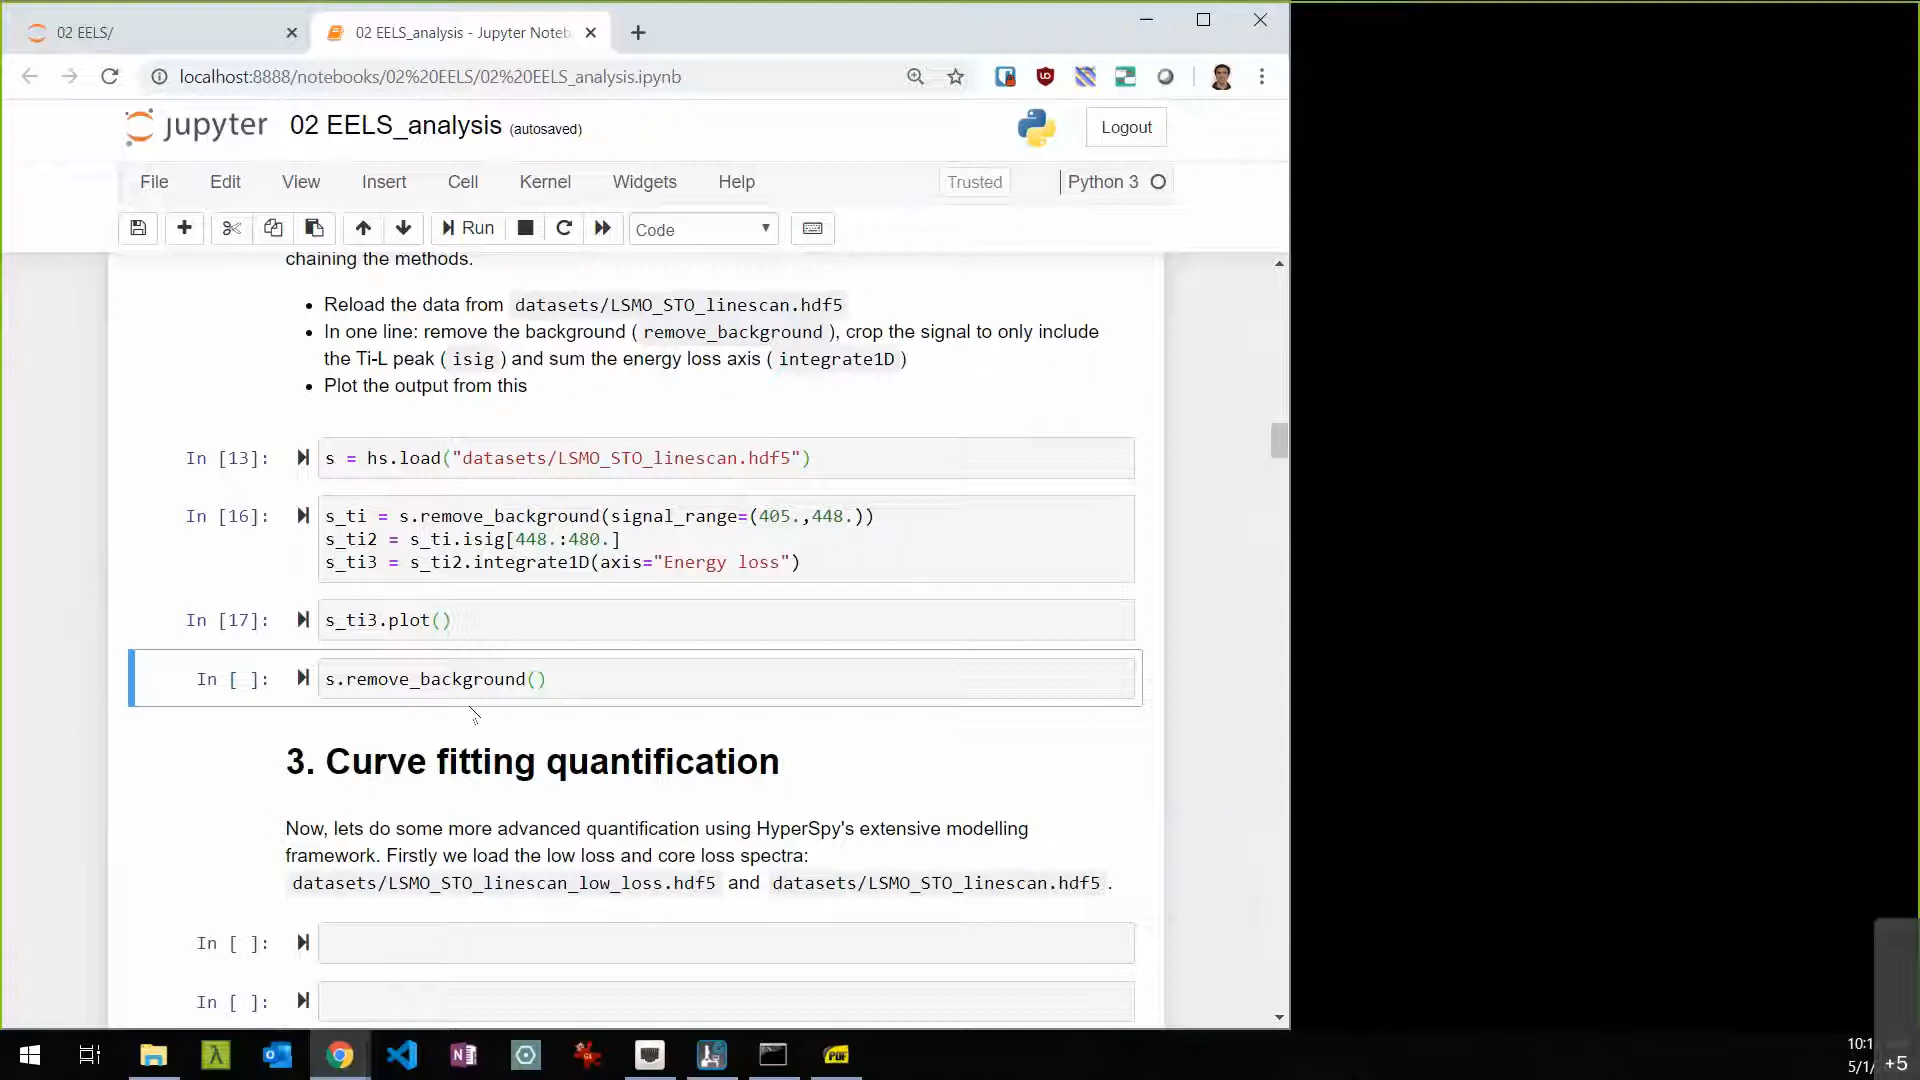 02 EELS/
02 EELS_analysis - Jupyter Noteb
localhost:8888/notebooks/02%20EELS/02%20EELS_analysis.ipynb
jupyter 02 EELS_analysis (autosaved)
Logout
File Edit View Insert Cell Kernel Widgets Help Trusted Python 3
Run Code
chaining the methods.
• Reload the data from datasets/LSMO_STO_linescan.hdf5
• In one line: remove the background ( remove_background ), crop the signal to only include
the Ti-L peak ( isig ) and sum the energy loss axis ( integrate1D )
• Plot the output from this
In [13]: s = hs.load("datasets/LSMO_STO_linescan.hdf5")
In [16]: s_ti = s.remove_background(signal_range=(405.,448.))
s_ti2 = s_ti.isig[448.:480.]
s_ti3 = s_ti2.integrate1D(axis="Energy loss")
In [17]: s_ti3.plot()
In [ ]: s.remove_background()
3. Curve fitting quantification
Now, lets do some more advanced quantification using HyperSpy's extensive modelling
framework. Firstly we load the low loss and core loss spectra:
datasets/LSMO_STO_linescan_low_loss.hdf5 and datasets/LSMO_STO_linescan.hdf5 .
In [ ]:
In [ ]:
PDF
10:1
5/1/
+5